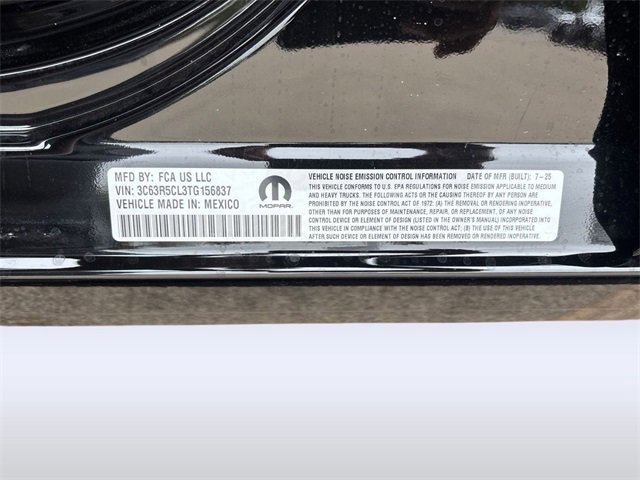 MFD BY: FCA US LLC
VIN: 3C63R5CL3TG156837
VEHICLE MADE IN: MEXICO
MOPAR
VEHICLE NOISE EMISSION CONTROL INFORMATION DATE OF MFR (BUILT): 7-25
THIS VEHICLE CONFORMS TO U.S. EPA REGULATIONS FOR NOISE EMISSION APPLICABLE TO MEDIUM
AND HEAVY TRUCKS. THE FOLLOWING ACTS OR THE CAUSING THEREOF BY ANY PERSON
ARE PROHIBITED BY THE NOISE CONTROL ACT OF 1972: (A) THE REMOVAL OR RENDERING INOPERATIVE,
OTHER THAN FOR PURPOSES OF MAINTENANCE, REPAIR, OR REPLACEMENT, OF ANY NOISE
CONTROL DEVICE OR ELEMENT OF DESIGN (LISTED IN THE OWNER'S MANUAL) INCORPORATED INTO
THIS VEHICLE IN COMPLIANCE WITH THE NOISE CONTROL ACT; (B) THE USE OF THIS VEHICLE
AFTER SUCH DEVICE OR ELEMENT OF DESIGN HAS BEEN REMOVED OR RENDERED INOPERATIVE.